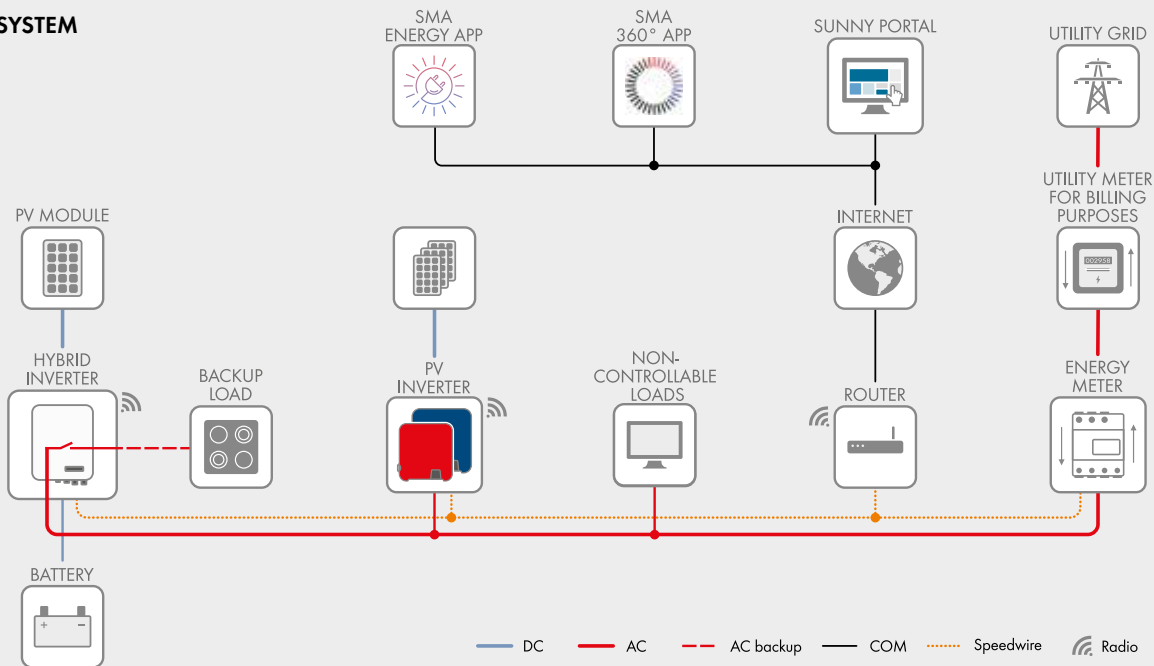 SYSTEM
SMA
ENERGY APP
SMA
360° APP
SUNNY PORTAL
UTILITY GRID
UTILITY METER
FOR BILLING
PURPOSES
PV MODULE
INTERNET
002958
HYBRID
INVERTER
BACKUP
LOAD
PV
INVERTER
NON-
CONTROLLABLE
LOADS
ROUTER
ENERGY
METER
BATTERY
+ −
DC
AC
AC backup
COM
Speedwire
Radio